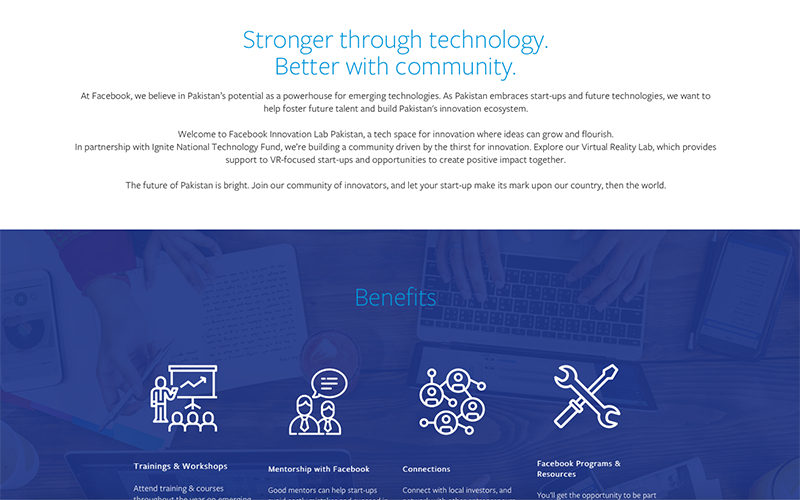 Stronger through technology.
Better with community.
At Facebook, we believe in Pakistan's potential as a powerhouse for emerging technologies. As Pakistan embraces start-ups and future technologies, we want to
help foster future talent and build Pakistan's innovation ecosystem.
Welcome to Facebook Innovation Lab Pakistan, a tech space for innovation where ideas can grow and flourish.
In partnership with Ignite National Technology Fund, we're building a community driven by the thirst for innovation. Explore our Virtual Reality Lab, which provides
support to VR-focused start-ups and opportunities to create positive impact together.
The future of Pakistan is bright. Join our community of innovators, and let your start-up make its mark upon our country, then the world.
Benefits
Trainings & Workshops
Attend training & courses
throughout the year on emerging
Mentorship with Facebook
Good mentors can help start-ups
Connections
Connect with local investors, and
Facebook Programs &
Resources
You'll get the opportunity to be part